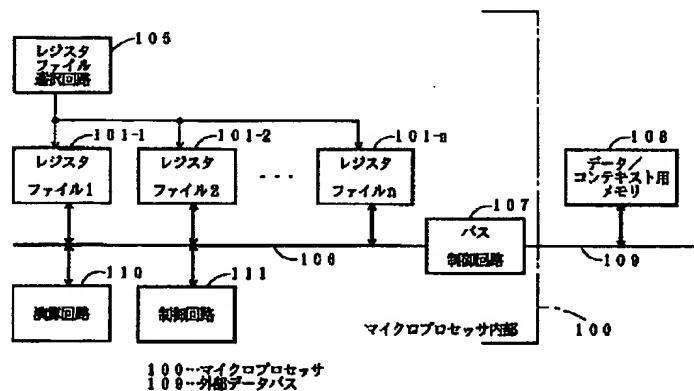 レジスタ
ファイル
選択回路
105
101-1
101-2
101-n
レジスタ
ファイル1
レジスタ
ファイル2
...
レジスタ
ファイルn
108
データ/
コンテキスト用
メモリ
107
バス
制御回路
106
109
110
演算回路
111
制御回路
マイクロプロセッサ内部
100
100…マイクロプロセッサ
109…外部データバス